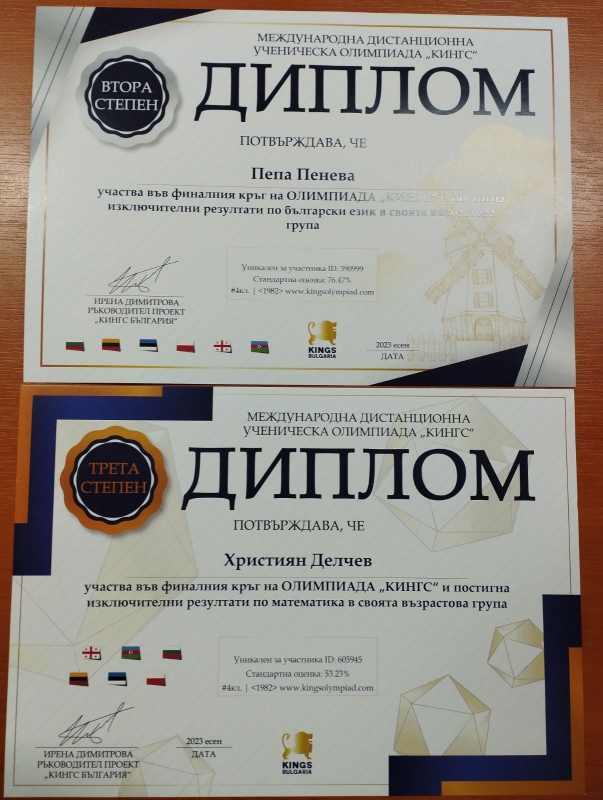 МЕЖДУНАРОДНА ДИСТАНЦИОННА
УЧЕНИЧЕСКА ОЛИМПИАДА „КИНГС“
ВТОРА
СТЕПЕН
ДИПЛОМ
ПОТВЪРЖДАВА, ЧЕ
Пепа Пенева
участва във финалния кръг на ОЛИМПИАДА „КИНГС“ и постигна
изключителни резултати по български език в своята възрастова
група
Уникален за участника ID: 390999
Стандартна оценка: 76.47%
#4кл. | <1982> www.kingsolympiad.com
ИРЕНА ДИМИТРОВА
РЪКОВОДИТЕЛ ПРОЕКТ
„КИНГС БЪЛГАРИЯ“
KINGS
BULGARIA
2023 есен
ДАТА
МЕЖДУНАРОДНА ДИСТАНЦИОННА
УЧЕНИЧЕСКА ОЛИМПИАДА „КИНГС“
ТРЕТА
СТЕПЕН
ДИПЛОМ
ПОТВЪРЖДАВА, ЧЕ
Християн Делчев
участва във финалния кръг на ОЛИМПИАДА „КИНГС“ и постигна
изключителни резултати по математика в своята възрастова група
Уникален за участника ID: 605945
Стандартна оценка: 53.23%
#4кл. | <1982> www.kingsolympiad.com
ИРЕНА ДИМИТРОВА
РЪКОВОДИТЕЛ ПРОЕКТ
„КИНГС БЪЛГАРИЯ“
2023 есен
ДАТА
KINGS
BULGARIA